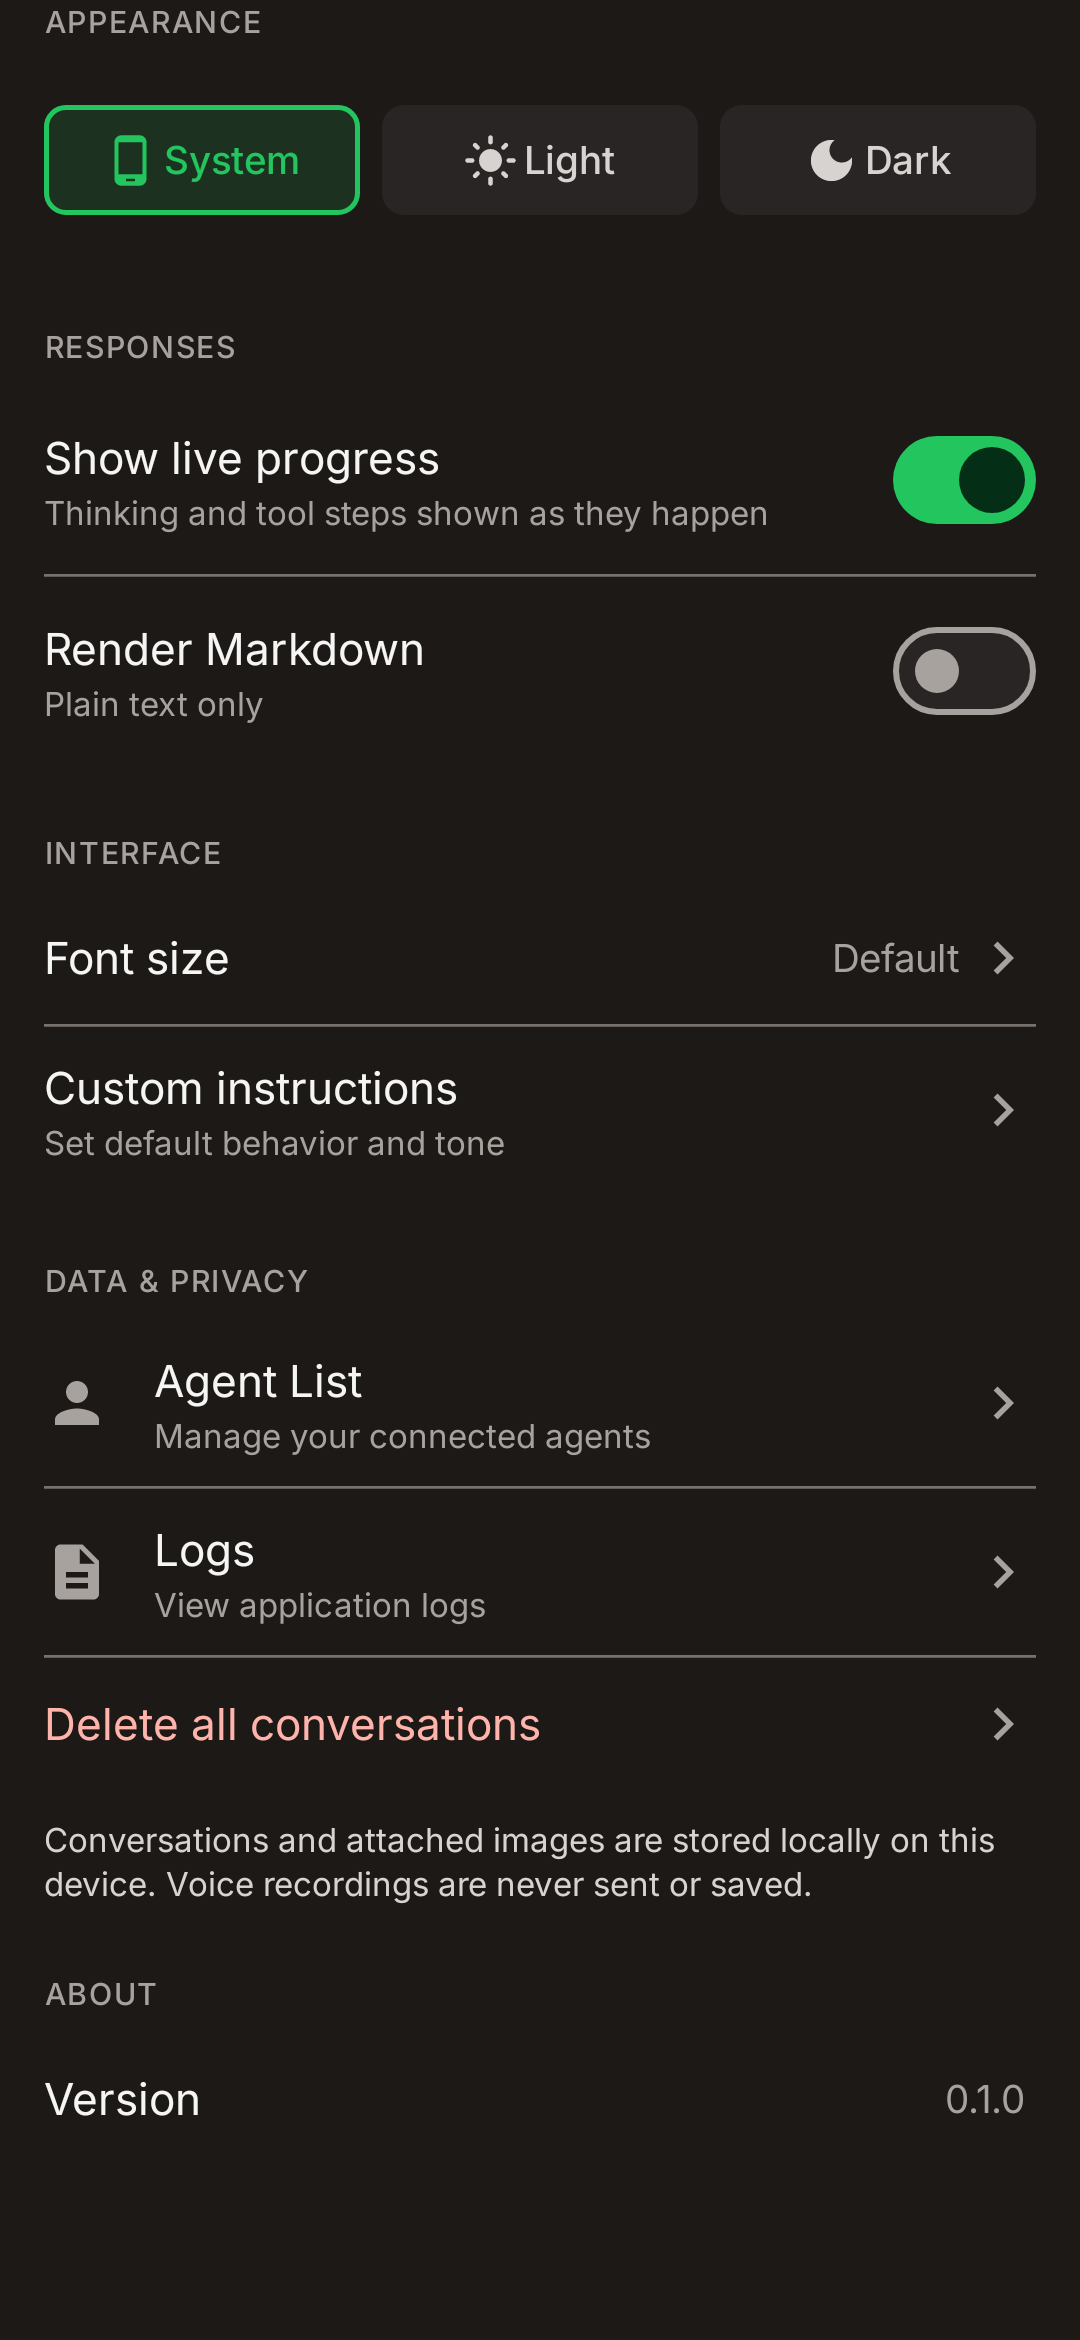 APPEARANCE
System
Light
Dark
RESPONSES
Show live progress
Thinking and tool steps shown as they happen
Render Markdown
Plain text only
INTERFACE
Font size
Default
Custom instructions
Set default behavior and tone
DATA & PRIVACY
Agent List
Manage your connected agents
Logs
View application logs
Delete all conversations
Conversations and attached images are stored locally on this
device. Voice recordings are never sent or saved.
ABOUT
Version
0.1.0